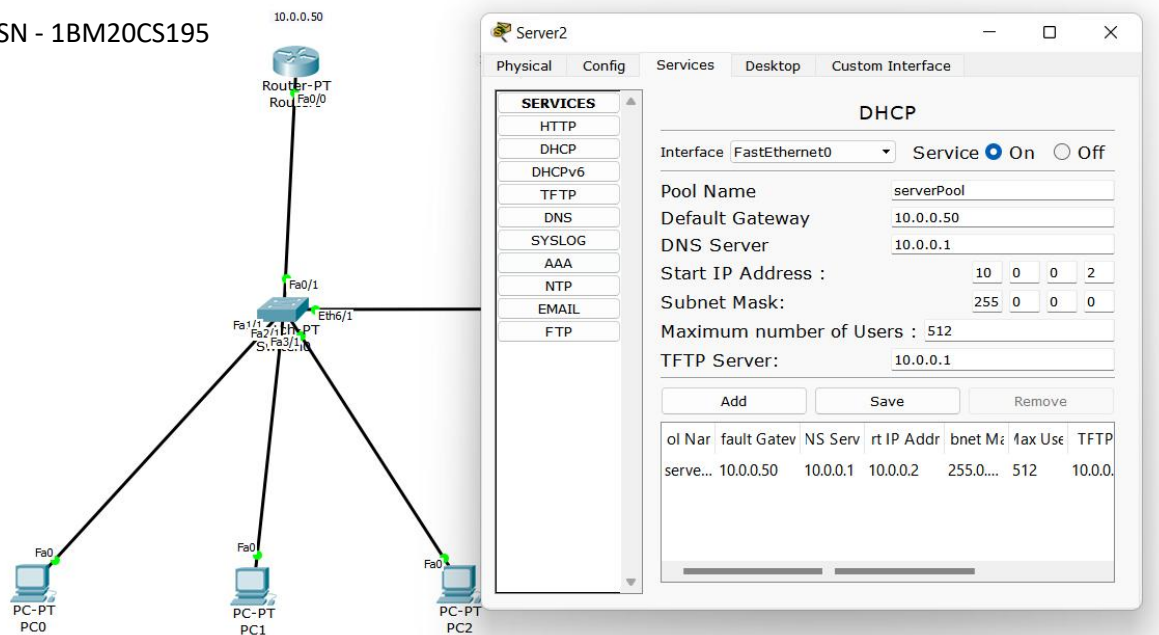 SN - 1BM20CS195
10.0.0.50
Router-PT
Fa0/0
Fa0/1
Eth6/1
Fa1/1
Fa2/1
Fa3/1
Fa0
PC-PT
PC0
Fa0
PC-PT
PC1
Fa0
PC-PT
PC2
Server2
Physical Config Services Desktop Custom Interface
SERVICES
HTTP
DHCP
DHCPv6
TFTP
DNS
SYSLOG
AAA
NTP
EMAIL
FTP
DHCP
Interface FastEthernet0 Service On Off
Pool Name serverPool
Default Gateway 10.0.0.50
DNS Server 10.0.0.1
Start IP Address : 10 0 0 2
Subnet Mask: 255 0 0 0
Maximum number of Users : 512
TFTP Server: 10.0.0.1
Add Save Remove
ol Nar fault Gatev NS Serv rt IP Addr bnet Ma Max Use TFTP
serve... 10.0.0.50 10.0.0.1 10.0.0.2 255.0.... 512 10.0.0.